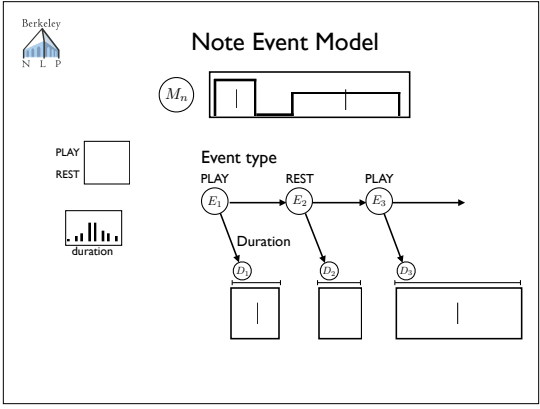 Berkeley
N L P
Note Event Model
M_n
PLAY
REST
duration
Event type
PLAY REST PLAY
E_1 E_2 E_3
Duration
D_1 D_2 D_3